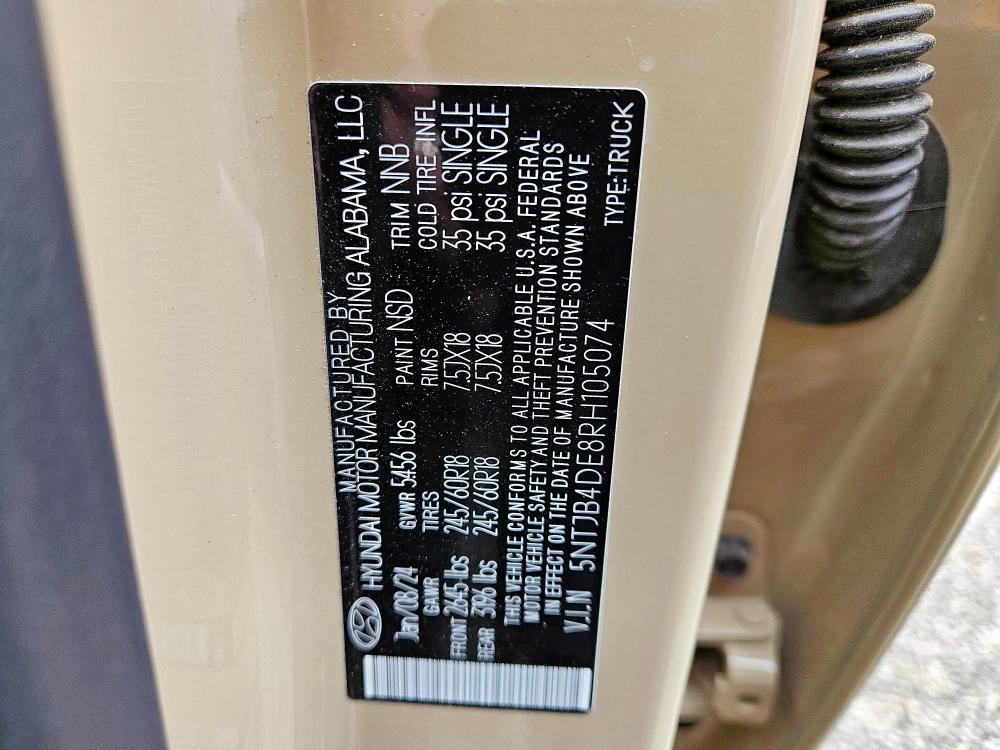 MANUFACTURED BY
HYUNDAI MOTOR MANUFACTURING ALABAMA, LLC
Jan/08/24 GVWR 5456 lbs PAINT NSD TRIM NNB
GAWR TIRES RIMS COLD TIRE INFL
FRONT 2645 lbs 245/60R18 7.5JX18 35 psi SINGLE
REAR 3196 lbs 245/60R18 7.5JX18 35 psi SINGLE
THIS VEHICLE CONFORMS TO ALL APPLICABLE U.S.A. FEDERAL
MOTOR VEHICLE SAFETY AND THEFT PREVENTION STANDARDS
IN EFFECT ON THE DATE OF MANUFACTURE SHOWN ABOVE
V.I.N 5NTJB4DE8RH105074 TYPE:TRUCK